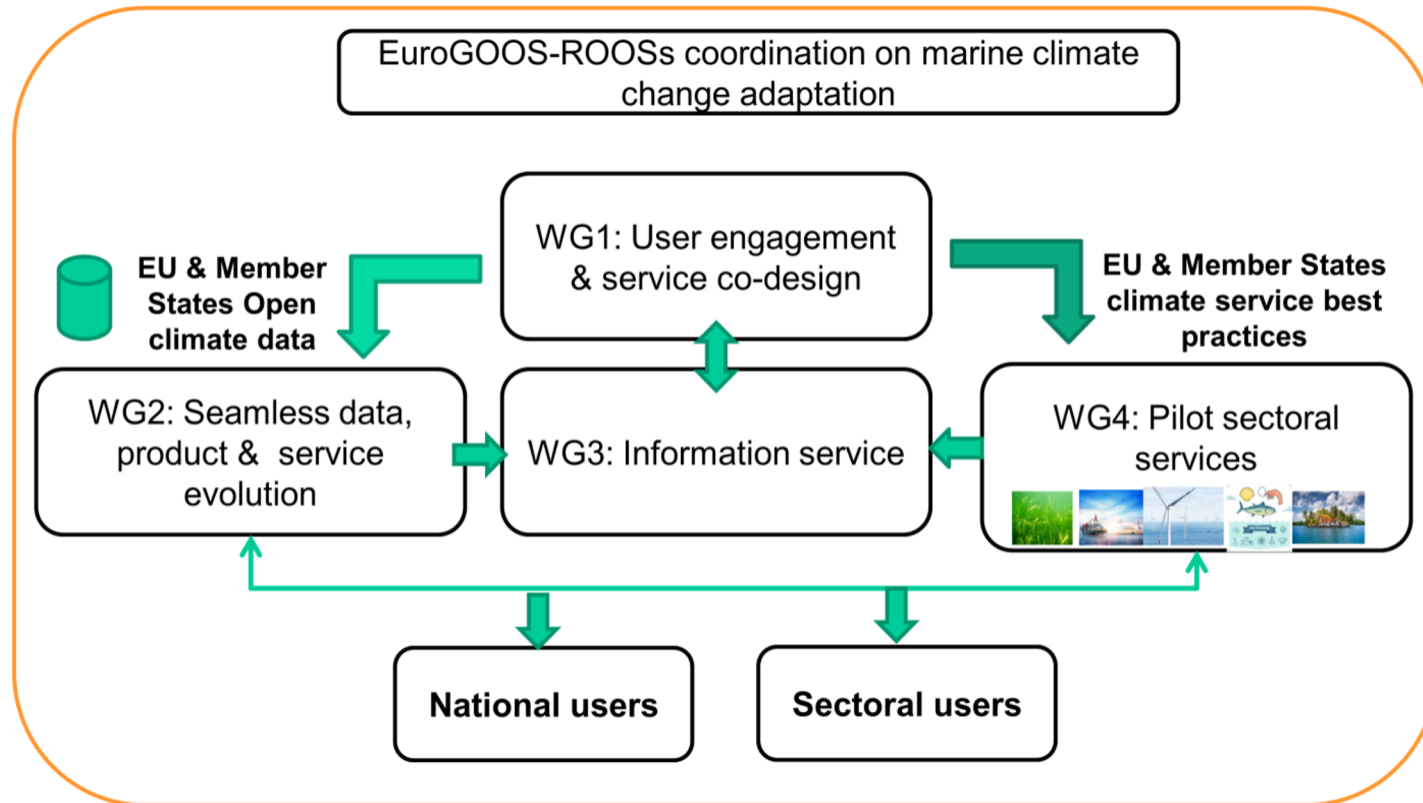 EuroGOOS-ROOSs coordination on marine climate
change adaptation
WG1: User engagement
& service co-design
EU & Member
States Open
climate data
EU & Member States
climate service best
practices
WG2: Seamless data,
product & service
evolution
WG3: Information service
WG4: Pilot sectoral
services
National users
Sectoral users